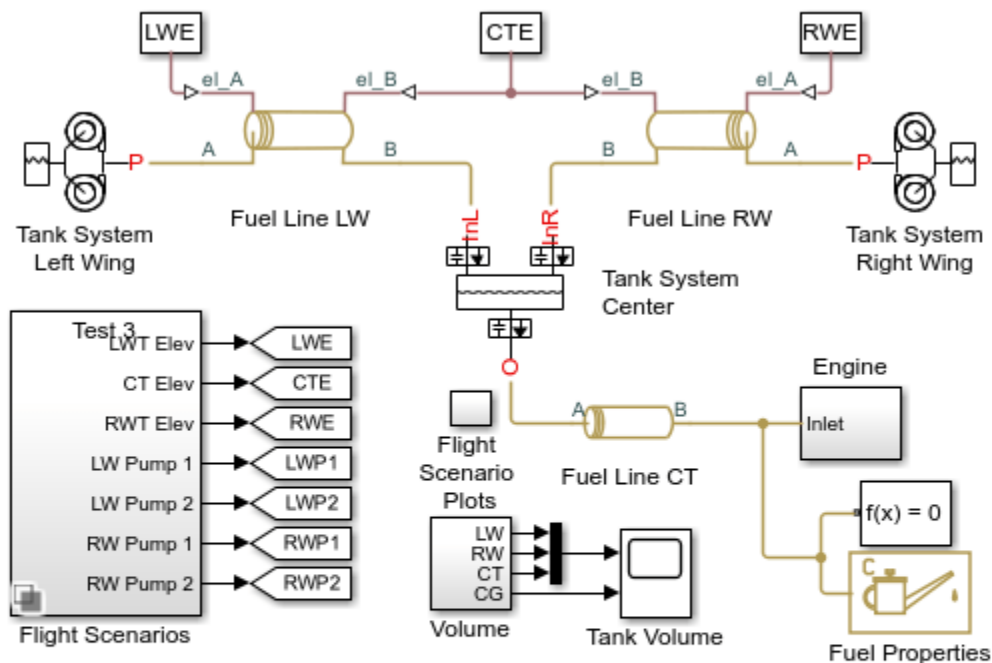 LWE
CTE
RWE
el_A
el_B
el_B
el_A
A
B
B
A
P
P
Fuel Line LW
Fuel Line RW
InL
InR
Tank System
Left Wing
Tank System
Right Wing
Tank System
Center
Test 3
LWT Elev
LWE
CT Elev
CTE
RWT Elev
RWE
LW Pump 1
LWP1
LW Pump 2
LWP2
RW Pump 1
RWP1
RW Pump 2
RWP2
Flight Scenarios
O
Flight
Scenario
Plots
A
B
Fuel Line CT
Engine
Inlet
f(x) = 0
C
Fuel Properties
LW
RW
CT
CG
Volume
Tank Volume